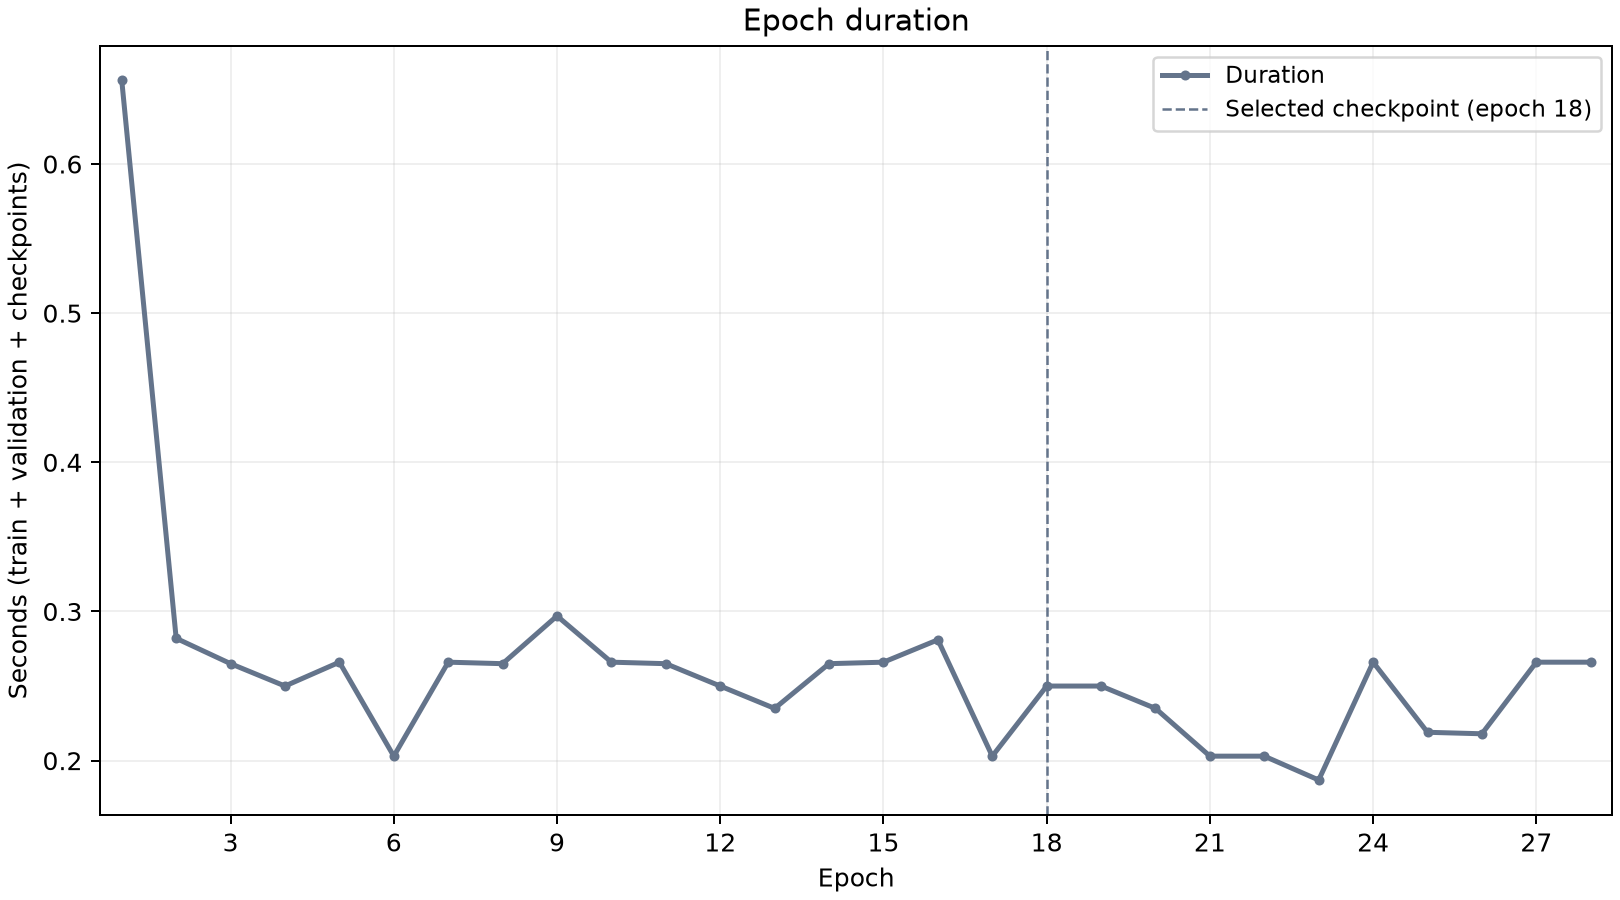 Epoch duration
Duration
Selected checkpoint (epoch 18)
Seconds (train + validation + checkpoints)
0.6
0.5
0.4
0.3
0.2
3 6 9 12 15 18 21 24 27
Epoch